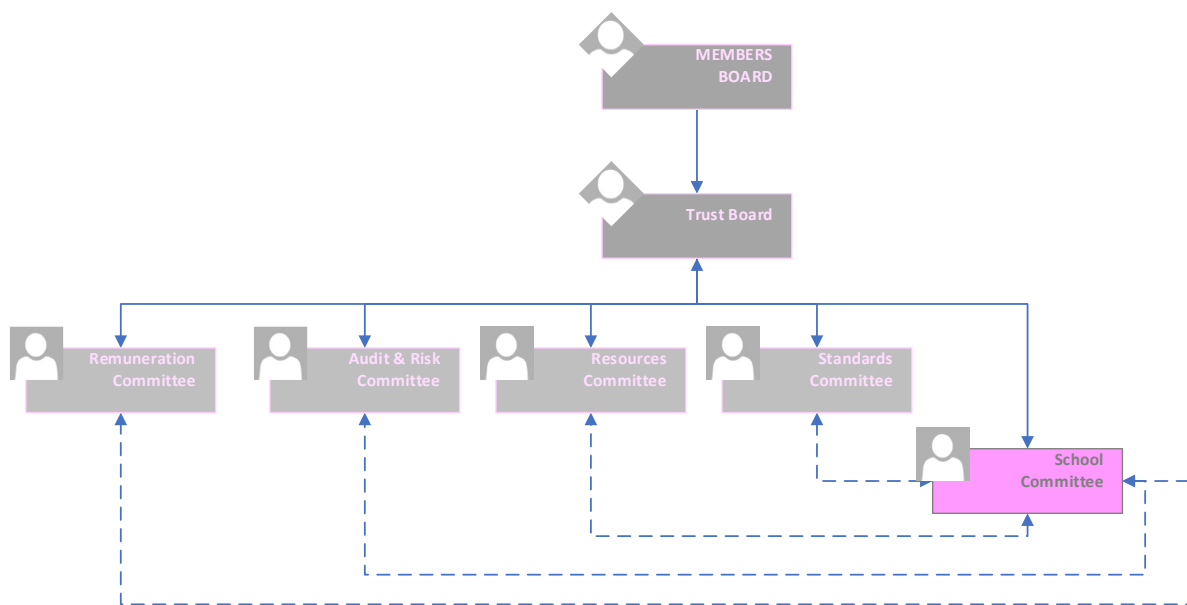 MEMBERS
BOARD
Trust Board
Remuneration
Committee
Audit & Risk
Committee
Resources
Committee
Standards
Committee
School
Committee